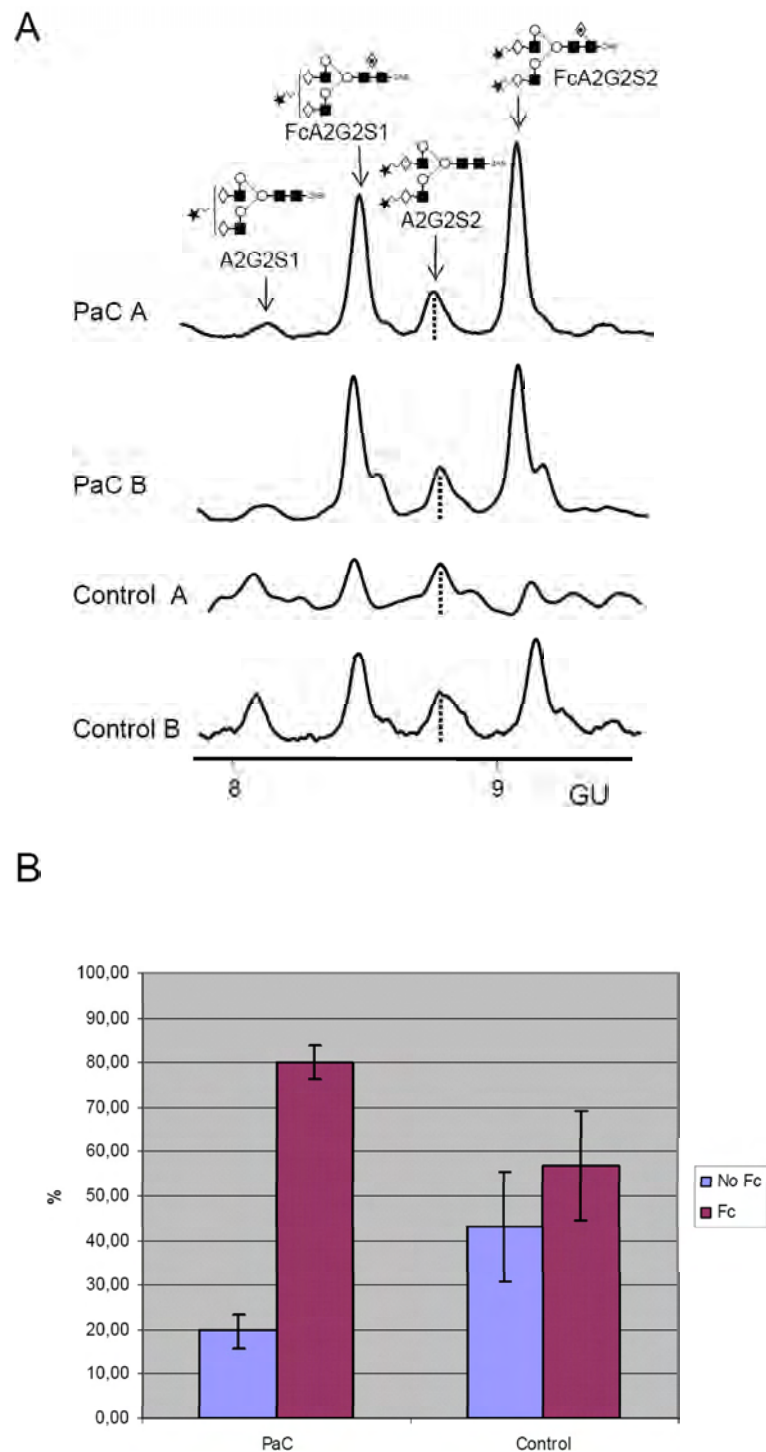 A
FcA2G2S2
FcA2G2S1
A2G2S2
A2G2S1
PaC A
PaC B
Control A
Control B
8 9 GU
B
100,00
90,00
80,00
70,00
60,00
50,00
40,00
30,00
20,00
10,00
0,00
%
No Fc
Fc
PaC Control